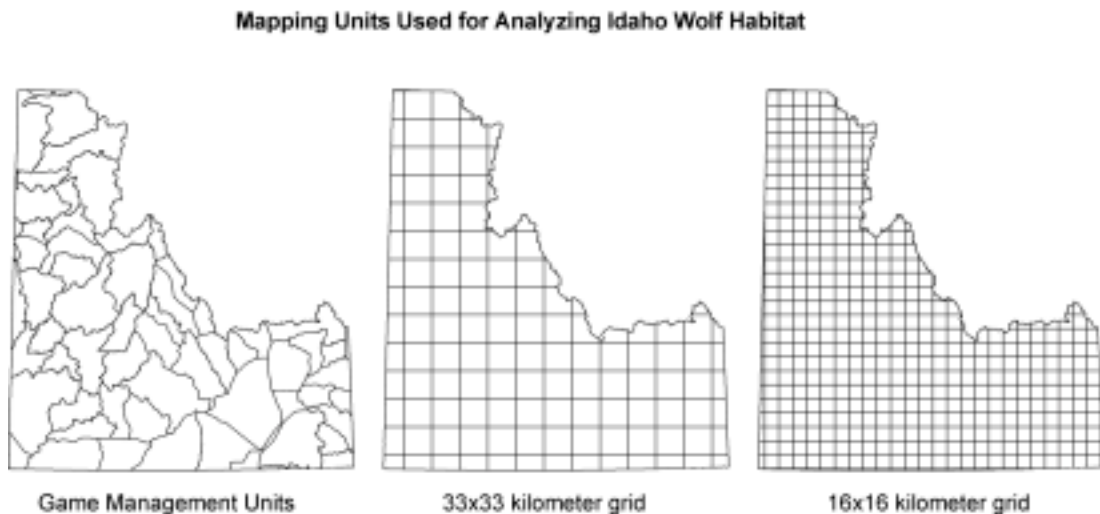 Mapping Units Used for Analyzing Idaho Wolf Habitat
Game Management Units
33x33 kilometer grid
16x16 kilometer grid